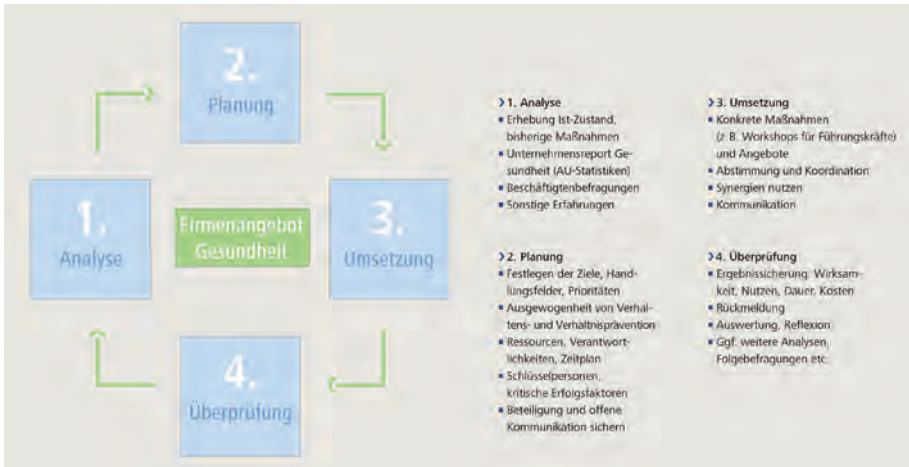 2.
Planung
1.
Analyse
Firmenangebot
Gesundheit
3.
Umsetzung
4.
Überprüfung
1. Analyse
Erhebung Ist-Zustand,
bisherige Maßnahmen
Unternehmensreport Ge-
sundheit (AU-Statistiken)
Beschäftigtenbefragungen
Sonstige Erfahrungen
2. Planung
Festlegen der Ziele, Hand-
lungsfelder, Prioritäten
Ausgewogenheit von Verhal-
tens- und Verhältnisprävention
Ressourcen, Verantwort-
lichkeiten, Zeitplan
Schlüsselpersonen,
kritische Erfolgsfaktoren
Beteiligung und offene
Kommunikation sichern
3. Umsetzung
Konkrete Maßnahmen
(z. B. Workshops für Führungskräfte)
und Angebote
Abstimmung und Koordination
Synergien nutzen
Kommunikation
4. Überprüfung
Ergebnissicherung: Wirksam-
keit, Nutzen, Dauer, Kosten
Rückmeldung
Auswertung, Reflexion
Ggf. weitere Analysen,
Folgebefragungen etc.